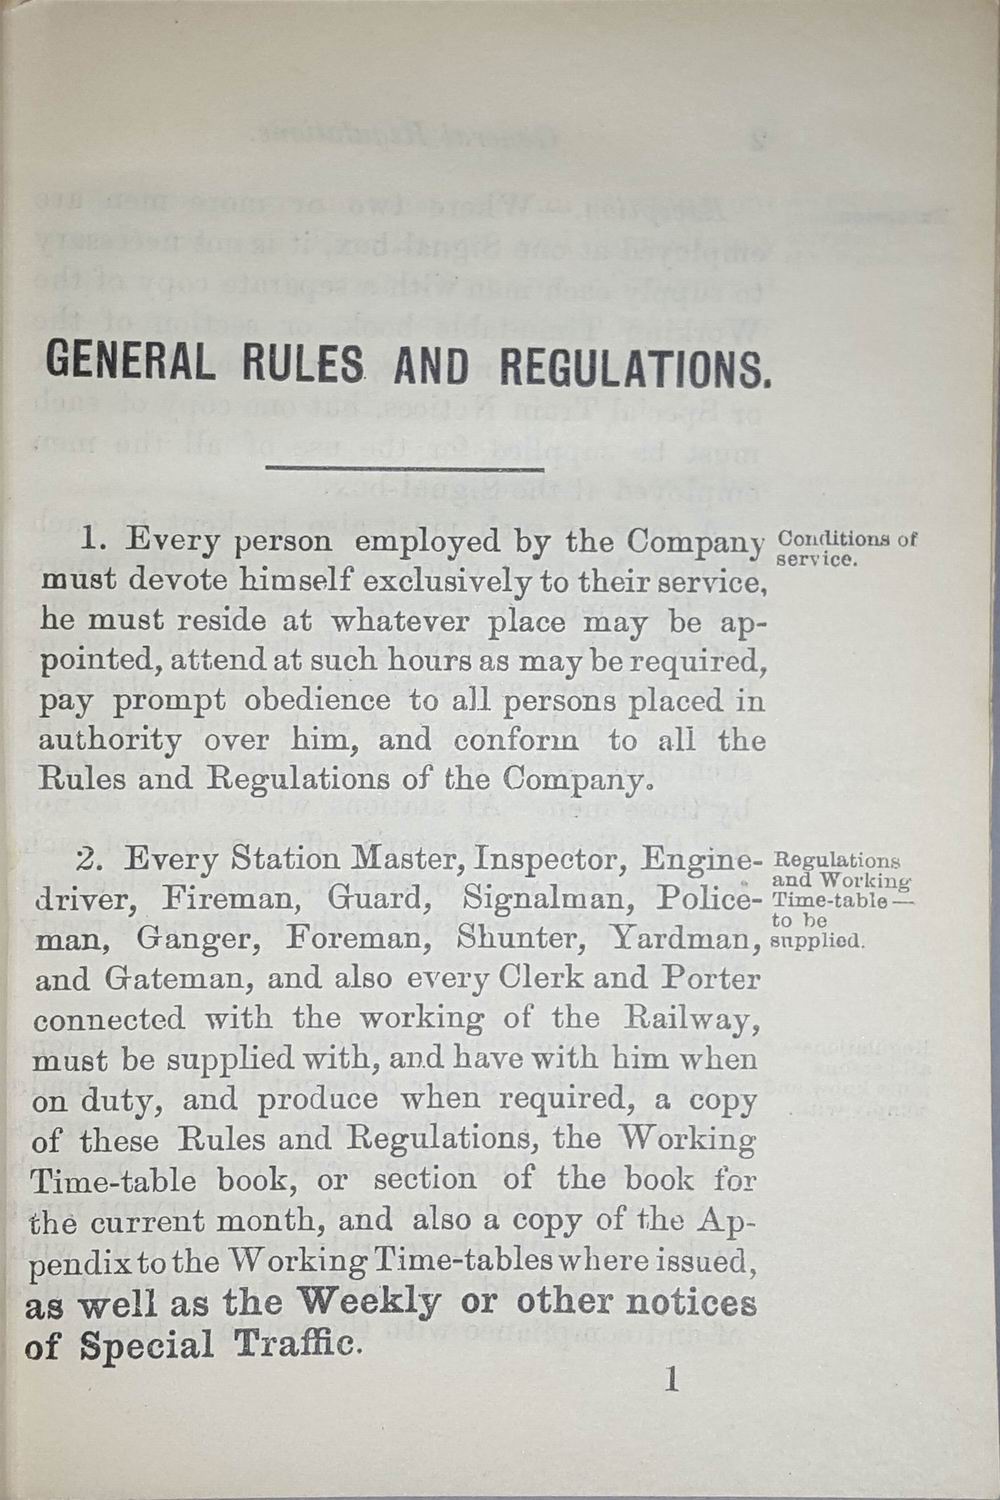 GENERAL RULES AND REGULATIONS.
1. Every person employed by the Company
must devote himself exclusively to their service,
he must reside at whatever place may be ap-
pointed, attend at such hours as may be required,
pay prompt obedience to all persons placed in
authority over him, and conform to all the
Rules and Regulations of the Company.
Conditions of
service.
2. Every Station Master, Inspector, Engine-
driver, Fireman, Guard, Signalman, Police-
man, Ganger, Foreman, Shunter, Yardman,
and Gateman, and also every Clerk and Porter
connected with the working of the Railway,
must be supplied with, and have with him when
on duty, and produce when required, a copy
of these Rules and Regulations, the Working
Time-table book, or section of the book for
the current month, and also a copy of the Ap-
pendix to the Working Time-tables where issued,
as well as the Weekly or other notices
of Special Traffic.
Regulations
and Working
Time-table—
to be
supplied.
1